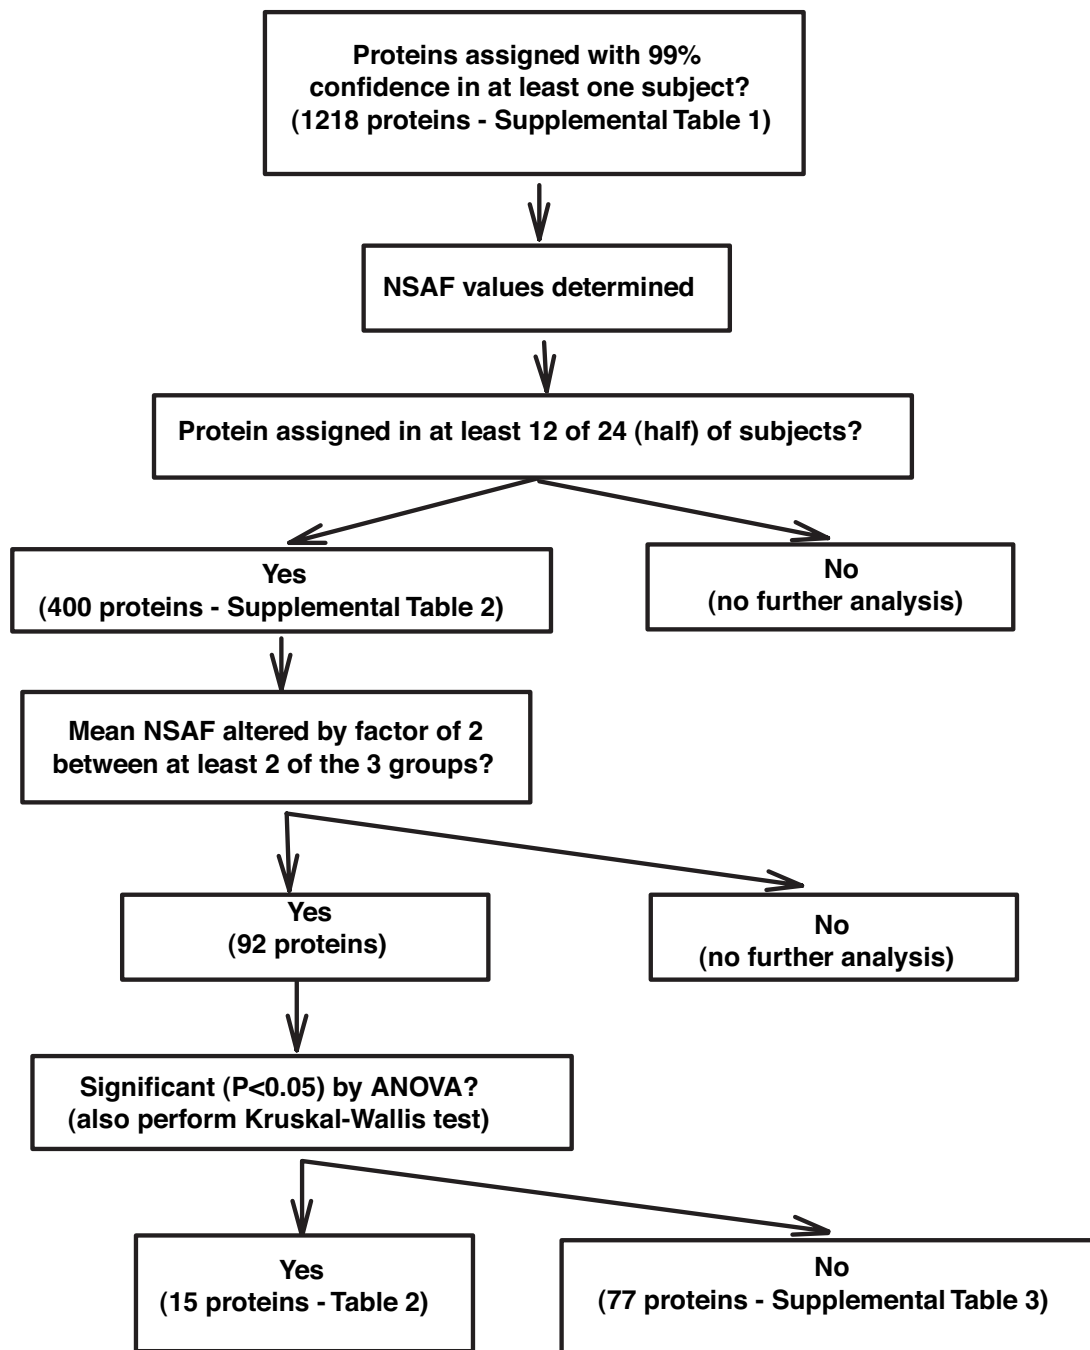 Proteins assigned with 99%
confidence in at least one subject?
(1218 proteins - Supplemental Table 1)
NSAF values determined
Protein assigned in at least 12 of 24 (half) of subjects?
Yes
(400 proteins - Supplemental Table 2)
No
(no further analysis)
Mean NSAF altered by factor of 2
between at least 2 of the 3 groups?
Yes
(92 proteins)
No
(no further analysis)
Significant (P<0.05) by ANOVA?
(also perform Kruskal-Wallis test)
Yes
(15 proteins - Table 2)
No
(77 proteins - Supplemental Table 3)